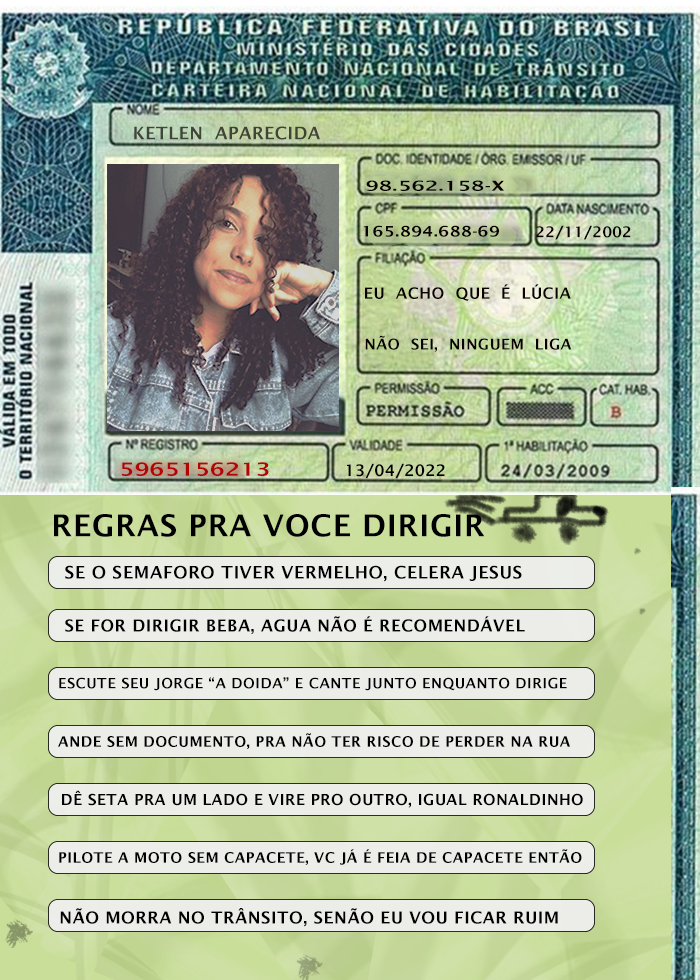 REPÚBLICA FEDERATIVA DO BRASIL
MINISTÉRIO DAS CIDADES
DEPARTAMENTO NACIONAL DE TRÂNSITO
CARTEIRA NACIONAL DE HABILITAÇÃO
NOME
KETLEN APARECIDA
DOC. IDENTIDADE / ÓRG. EMISSOR / UF
98.562.158-X
CPF
DATA NASCIMENTO
165.894.688-69
22/11/2002
FILIAÇÃO
EU ACHO QUE É LÚCIA
NÃO SEI, NINGUEM LIGA
PERMISSÃO
ACC
CAT. HAB.
PERMISSÃO
B
VÁLIDA EM TODO
O TERRITÓRIO NACIONAL
Nº REGISTRO
VALIDADE
1ª HABILITAÇÃO
5965156213
13/04/2022
24/03/2009
REGRAS PRA VOCE DIRIGIR
SE O SEMAFORO TIVER VERMELHO, CELERA JESUS
SE FOR DIRIGIR BEBA, AGUA NÃO É RECOMENDÁVEL
ESCUTE SEU JORGE “A DOIDA” E CANTE JUNTO ENQUANTO DIRIGE
ANDE SEM DOCUMENTO, PRA NÃO TER RISCO DE PERDER NA RUA
DÊ SETA PRA UM LADO E VIRE PRO OUTRO, IGUAL RONALDINHO
PILOTE A MOTO SEM CAPACETE, VC JÁ É FEIA DE CAPACETE ENTÃO
NÃO MORRA NO TRÂNSITO, SENÃO EU VOU FICAR RUIM